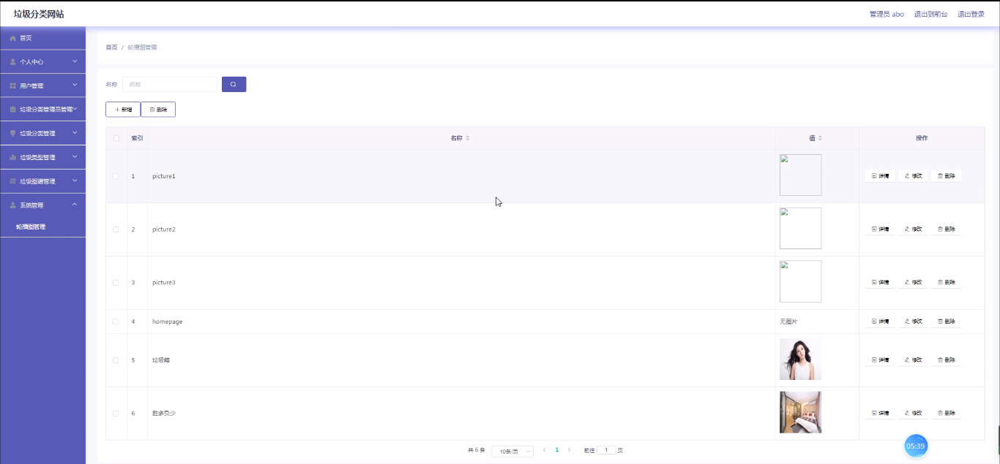 垃圾分类网站
管理员 abo 退出到前台 退出登录
首页
个人中心
用户管理
垃圾分类管理员管理
垃圾分类管理
垃圾类型管理
垃圾图谱管理
系统管理
轮播图管理
首页 / 轮播图管理
名称 名称
新增 删除
索引 名称 值 操作
1 picture1 详情 修改 删除
2 picture2 详情 修改 删除
3 picture3 详情 修改 删除
4 homepage 无图片 详情 修改 删除
5 垃圾箱 详情 修改 删除
6 胜多负少 详情 修改 删除
共 6 条 10条/页 1 前往 1 页
05:39